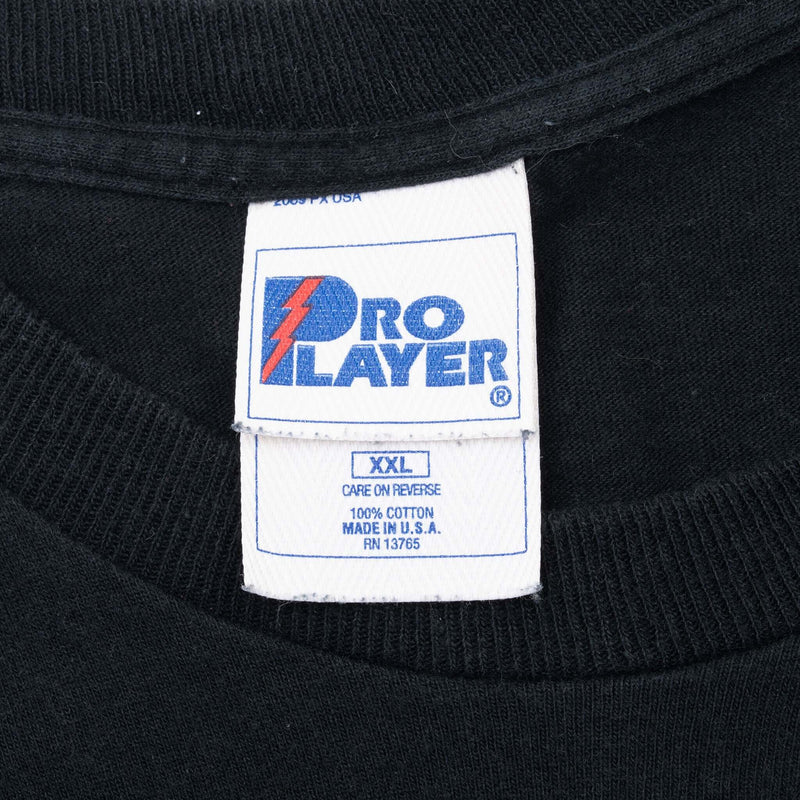 PX USA
PRO
PLAYER
®
XXL
CARE ON REVERSE
100% COTTON
MADE IN U.S.A.
RN 13765